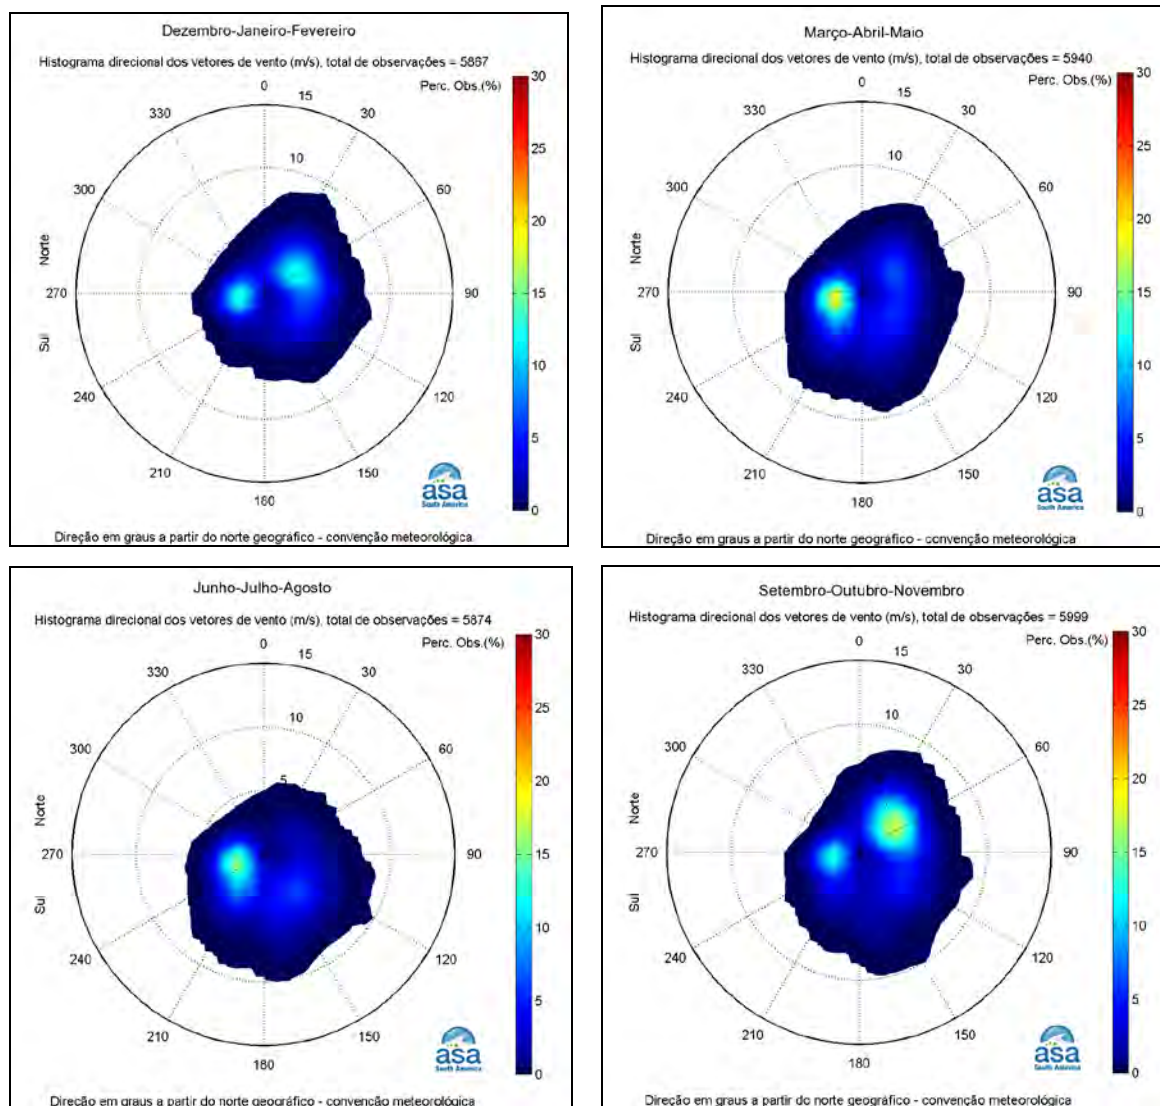 Dezembro-Janeiro-Fevereiro
Histograma direcional dos vetores de vento (m/s), total de observações = 5867
Perc. Obs.(%)
0
15
330
30
10
300
60
Norte
270
90
Sul
240
120
210
150
180
30
25
20
15
10
5
0
asa
South America
Direção em graus a partir do norte geográfico - convenção meteorológica
Março-Abril-Maio
Histograma direcional dos vetores de vento (m/s), total de observações = 5940
Perc. Obs.(%)
0
15
330
30
10
300
60
Norte
270
90
Sul
240
120
210
150
180
30
25
20
15
10
5
0
asa
South America
Direção em graus a partir do norte geográfico - convenção meteorológica
Junho-Julho-Agosto
Histograma direcional dos vetores de vento (m/s), total de observações = 5874
Perc. Obs.(%)
0
15
330
30
10
300
60
5
Norte
270
90
Sul
240
120
210
150
180
30
25
20
15
10
5
0
asa
South America
Direção em graus a partir do norte geográfico - convenção meteorológica
Setembro-Outubro-Novembro
Histograma direcional dos vetores de vento (m/s), total de observações = 5999
Perc. Obs.(%)
0
15
330
30
10
300
60
Norte
270
90
Sul
240
120
210
150
180
30
25
20
15
10
5
0
asa
South America
Direção em graus a partir do norte geográfico - convenção meteorológica